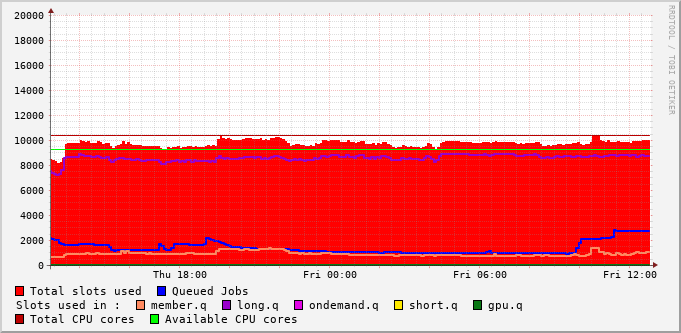 RRDTOOL / TOBI OETIKER
20000
18000
16000
14000
12000
10000
8000
6000
4000
2000
0
Thu 18:00 Fri 00:00 Fri 06:00 Fri 12:00
Total slots used Queued Jobs
Slots used in : member.q long.q ondemand.q short.q gpu.q
Total CPU cores Available CPU cores